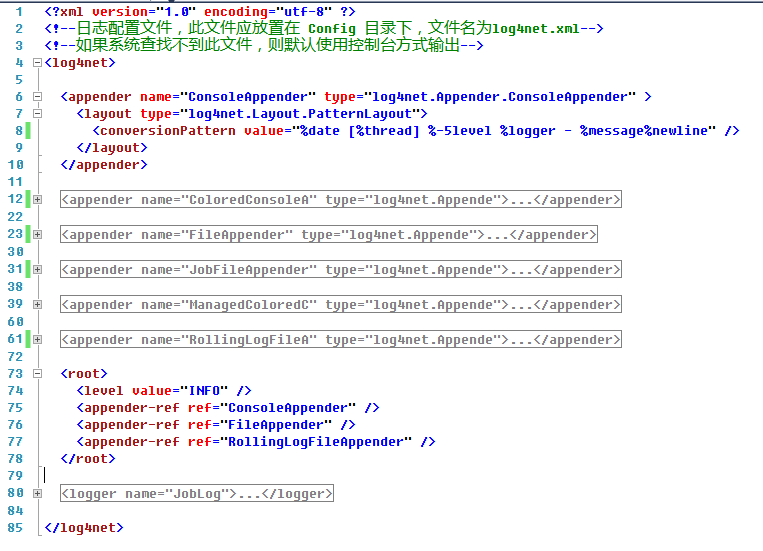 1 <?xml version="1.0" encoding="utf-8" ?>
2 <!--日志配置文件，此文件应放置在 Config 目录下，文件名为log4net.xml-->
3 <!--如果系统查找不到此文件，则默认使用控制台方式输出-->
4 <log4net>
5
6 <appender name="ConsoleAppender" type="log4net.Appender.ConsoleAppender" >
7 <layout type="log4net.Layout.PatternLayout">
8 <conversionPattern value="%date [%thread] %-5level %logger - %message%newline" />
9 </layout>
10 </appender>
11
12 <appender name="ColoredConsoleA" type="log4net.Appende">...</appender>
22
23 <appender name="FileAppender" type="log4net.Appende">...</appender>
30
31 <appender name="JobFileAppender" type="log4net.Appende">...</appender>
38
39 <appender name="ManagedColoredC" type="log4net.Appende">...</appender>
60
61 <appender name="RollingLogFileA" type="log4net.Appende">...</appender>
72
73 <root>
74 <level value="INFO" />
75 <appender-ref ref="ConsoleAppender" />
76 <appender-ref ref="FileAppender" />
77 <appender-ref ref="RollingLogFileAppender" />
78 </root>
79
80 <logger name="JobLog">...</logger>
84
85 </log4net>